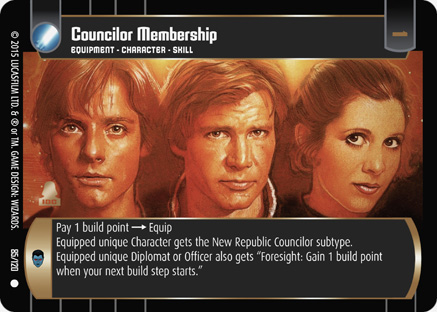 Councilor Membership
EQUIPMENT - CHARACTER - SKILL
Pay 1 build point → Equip
Equipped unique Character gets the New Republic Councilor subtype.
Equipped unique Diplomat or Officer also gets “Foresight: Gain 1 build point
when your next build step starts.”
© 2015 LUCASFILM LTD. & ® or TM. GAME DESIGN: WIZARDS.
85/120